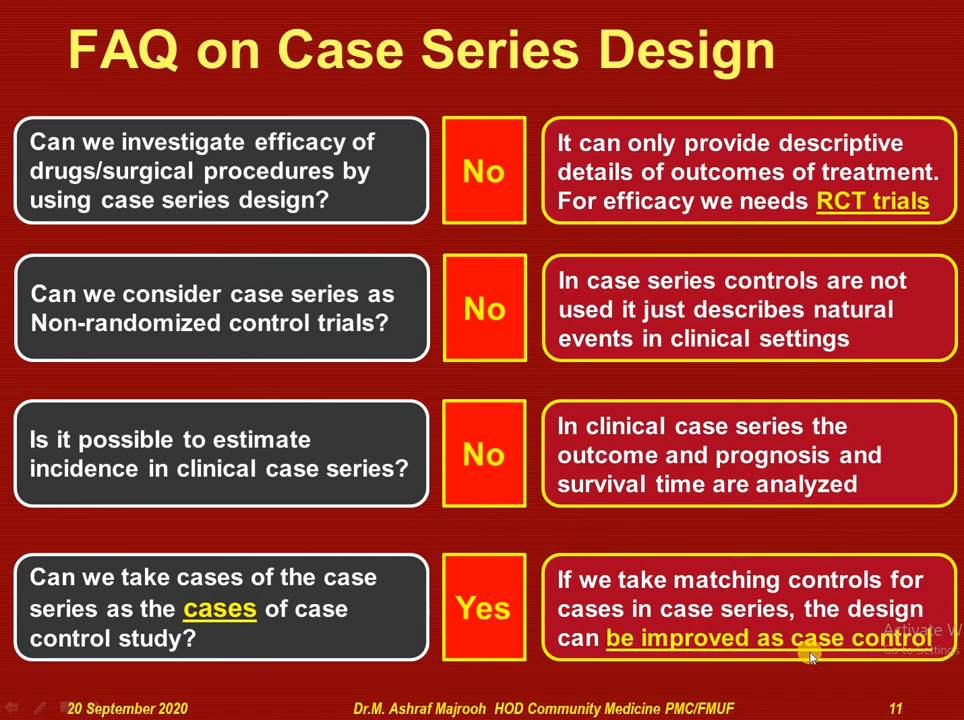 FAQ on Case Series Design
Can we investigate efficacy of
drugs/surgical procedures by
using case series design?
No
It can only provide descriptive
details of outcomes of treatment.
For efficacy we needs RCT trials
Can we consider case series as
Non-randomized control trials?
No
In case series controls are not
used it just describes natural
events in clinical settings
Is it possible to estimate
incidence in clinical case series?
No
In clinical case series the
outcome and prognosis and
survival time are analyzed
Can we take cases of the case
series as the cases of case
control study?
Yes
If we take matching controls for
cases in case series, the design
can be improved as case control
Activate W
Go to Settings
20 September 2020
Dr.M. Ashraf Majrooh HOD Community Medicine PMC/FMUF
11